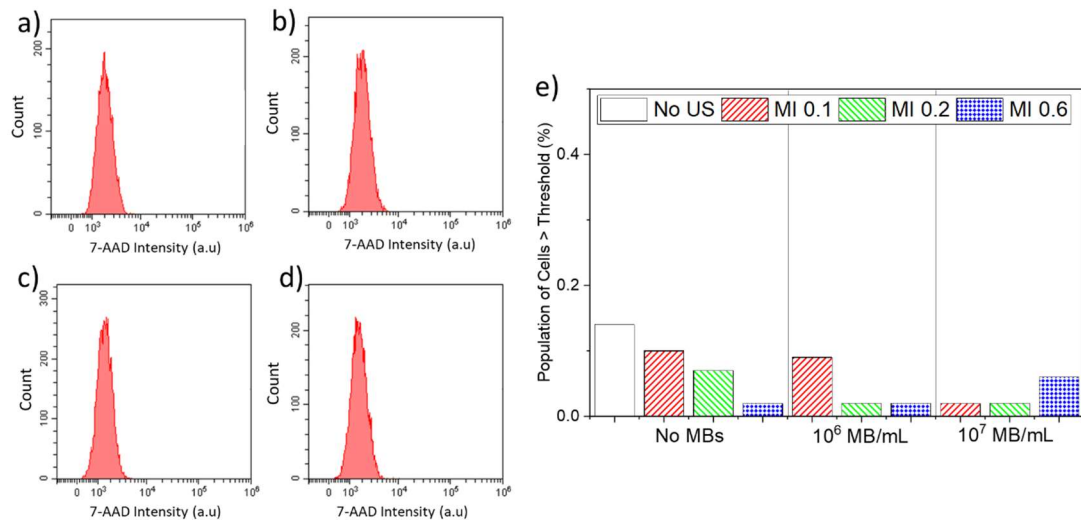 a)
200
100
0
Count
0 10³ 10⁴ 10⁵ 10⁶
7-AAD Intensity (a.u)
b)
200
100
0
Count
0 10³ 10⁴ 10⁵ 10⁶
7-AAD Intensity (a.u)
c)
300
200
100
0
Count
0 10³ 10⁴ 10⁵ 10⁶
7-AAD Intensity (a.u)
d)
200
100
0
Count
0 10³ 10⁴ 10⁵ 10⁶
7-AAD Intensity (a.u)
e)
No US MI 0.1 MI 0.2 MI 0.6
Population of Cells > Threshold (%)
0.4
0.2
0.0
No MBs 10⁶ MB/mL 10⁷ MB/mL